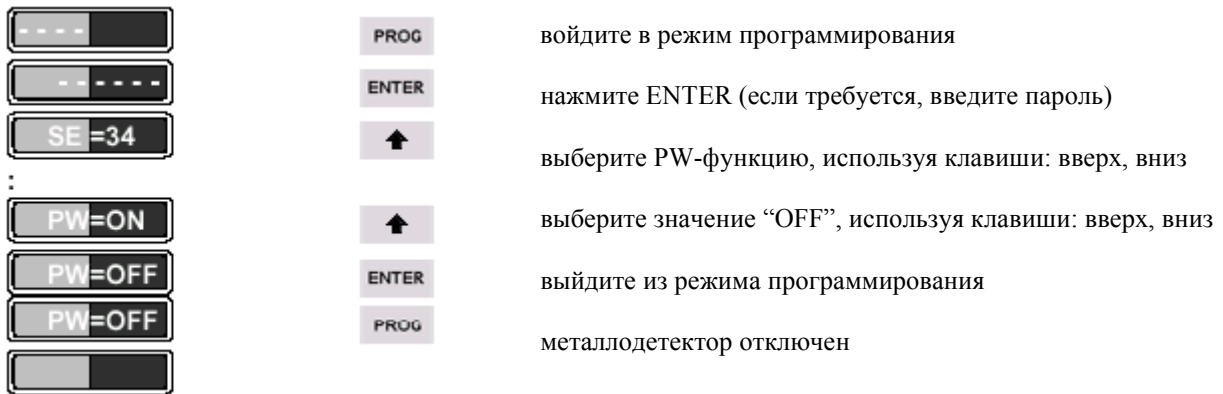 ---- PROG войдите в режим программирования
------ ENTER нажмите ENTER (если требуется, введите пароль)
SE =34 🡅 выберите PW-функцию, используя клавиши: вверх, вниз
:
PW=ON 🡅 выберите значение “OFF”, используя клавиши: вверх, вниз
PW=OFF ENTER выйдите из режима программирования
PW=OFF PROG
металлодетектор отключен